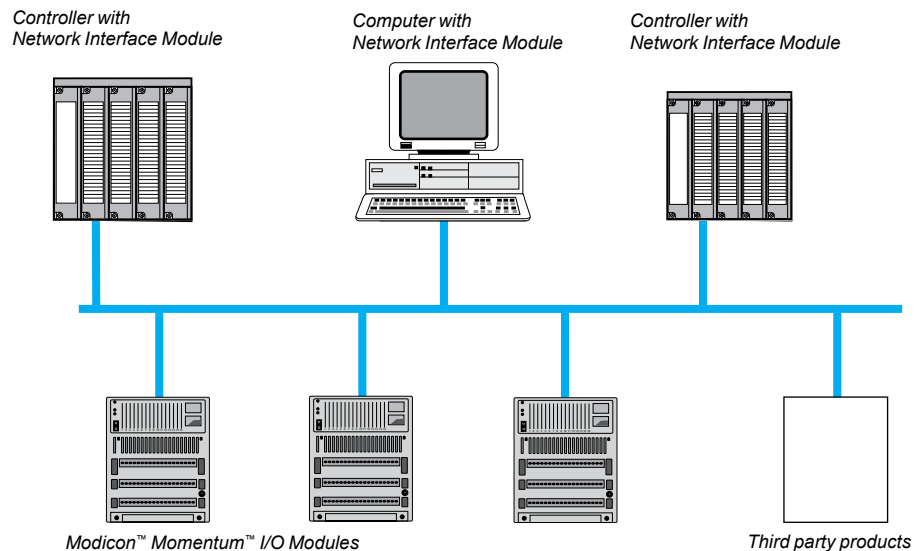 Controller with
Network Interface Module
Computer with
Network Interface Module
Controller with
Network Interface Module
Modicon™ Momentum™ I/O Modules
Third party products